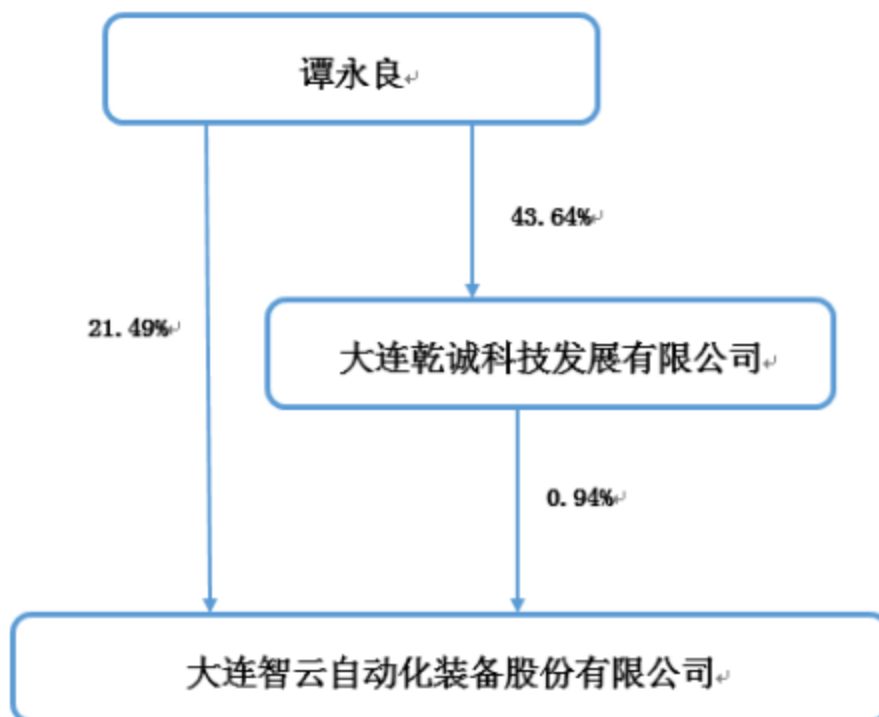 谭永良
43.64%
21.49%
大连乾诚科技发展有限公司
0.94%
大连智云自动化装备股份有限公司